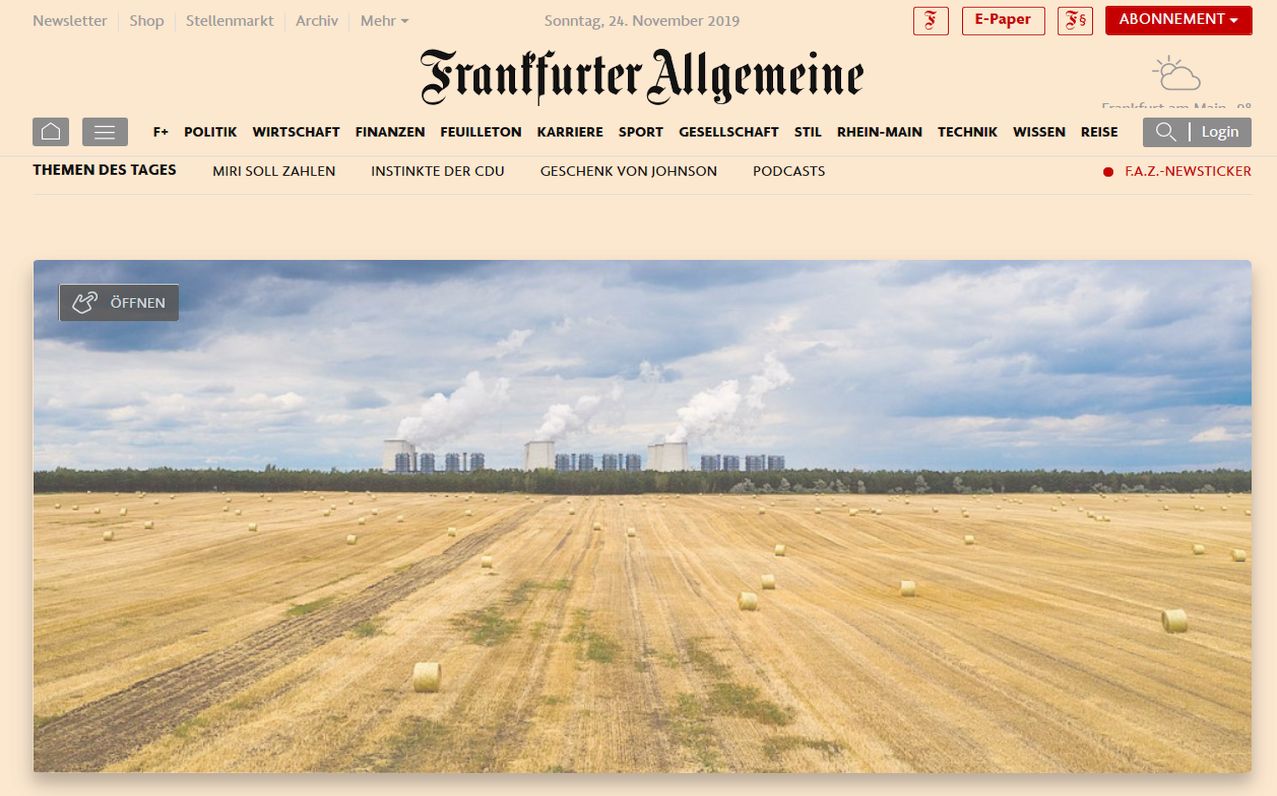 Newsletter Shop Stellenmarkt Archiv Mehr Sonntag, 24. November 2019 F E-Paper F§ ABONNEMENT
Frankfurter Allgemeine
Frankfurt am Main 9°
F+ POLITIK WIRTSCHAFT FINANZEN FEUILLETON KARRIERE SPORT GESELLSCHAFT STIL RHEIN-MAIN TECHNIK WISSEN REISE Login
THEMEN DES TAGES MIRI SOLL ZAHLEN INSTINKTE DER CDU GESCHENK VON JOHNSON PODCASTS F.A.Z.-NEWSTICKER
ÖFFNEN